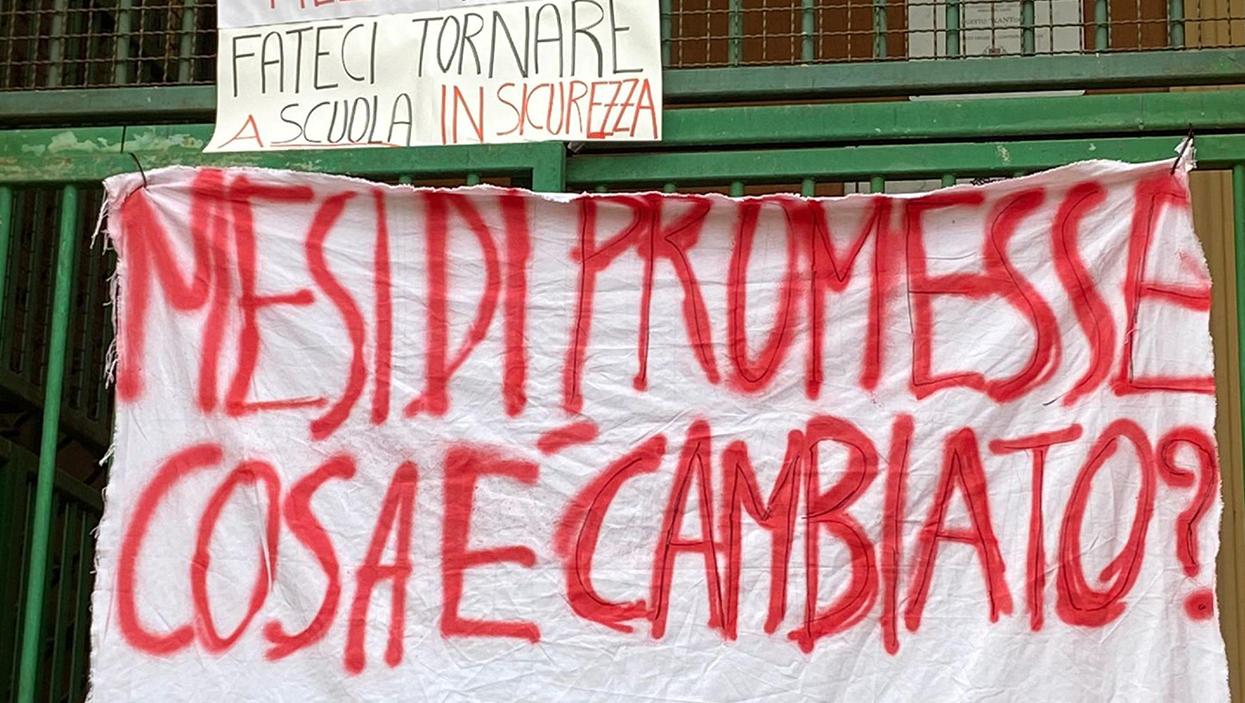 FATECI TORNARE
A SCUOLA IN SICUREZZA
MESI DI PROMESSE
COSA È CAMBIATO?